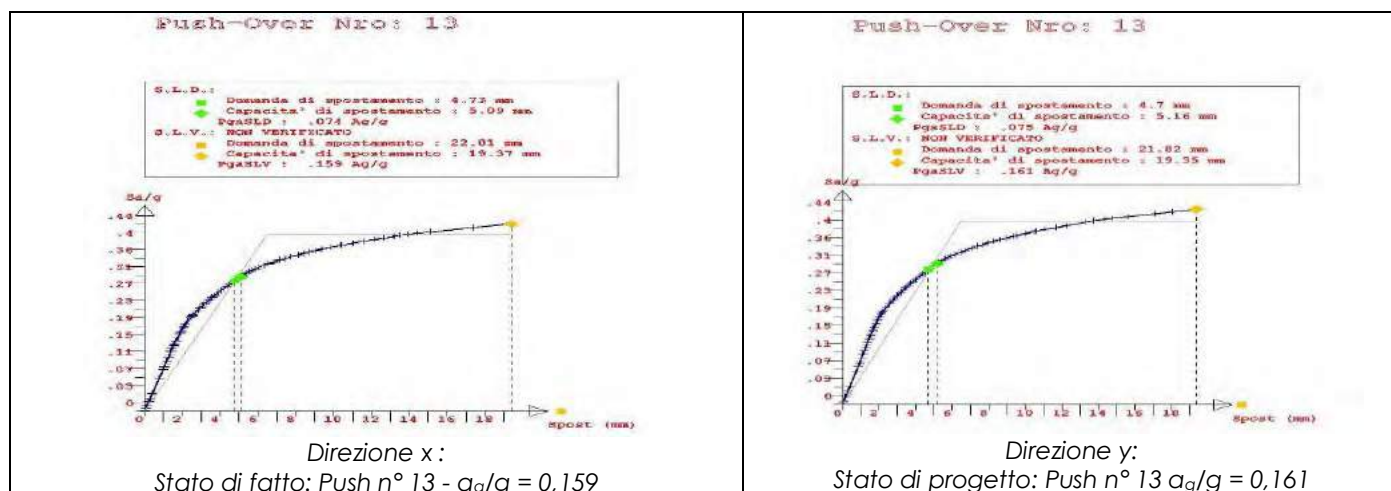 Push-Over Nro: 13
S.L.D.:
Domanda di spostamento : 4.73 mm
Capacita' di spostamento : 5.09 mm
PgaSLD : .074 Ag/g
S.L.V.: NON VERIFICATO
Domanda di spostamento : 22.01 mm
Capacita' di spostamento : 19.37 mm
PgaSLV : .159 Ag/g
Sa/g
.44
.4
.36
.31
.27
.23
.19
.15
.11
.07
.03
0
0 2 4 6 8 10 12 14 16 18
Spost (mm)
Direzione x :
Stato di fatto: Push n° 13 - ag/g = 0,159
Push-Over Nro: 13
S.L.D.:
Domanda di spostamento : 4.7 mm
Capacita' di spostamento : 5.16 mm
PgaSLD : .075 Ag/g
S.L.V.: NON VERIFICATO
Domanda di spostamento : 21.82 mm
Capacita' di spostamento : 19.35 mm
PgaSLV : .161 Ag/g
Sa/g
.44
.4
.36
.31
.27
.23
.19
.15
.11
.07
.03
0
0 2 4 6 8 10 12 14 16 18
Spost (mm)
Direzione y:
Stato di progetto: Push n° 13 ag/g = 0,161